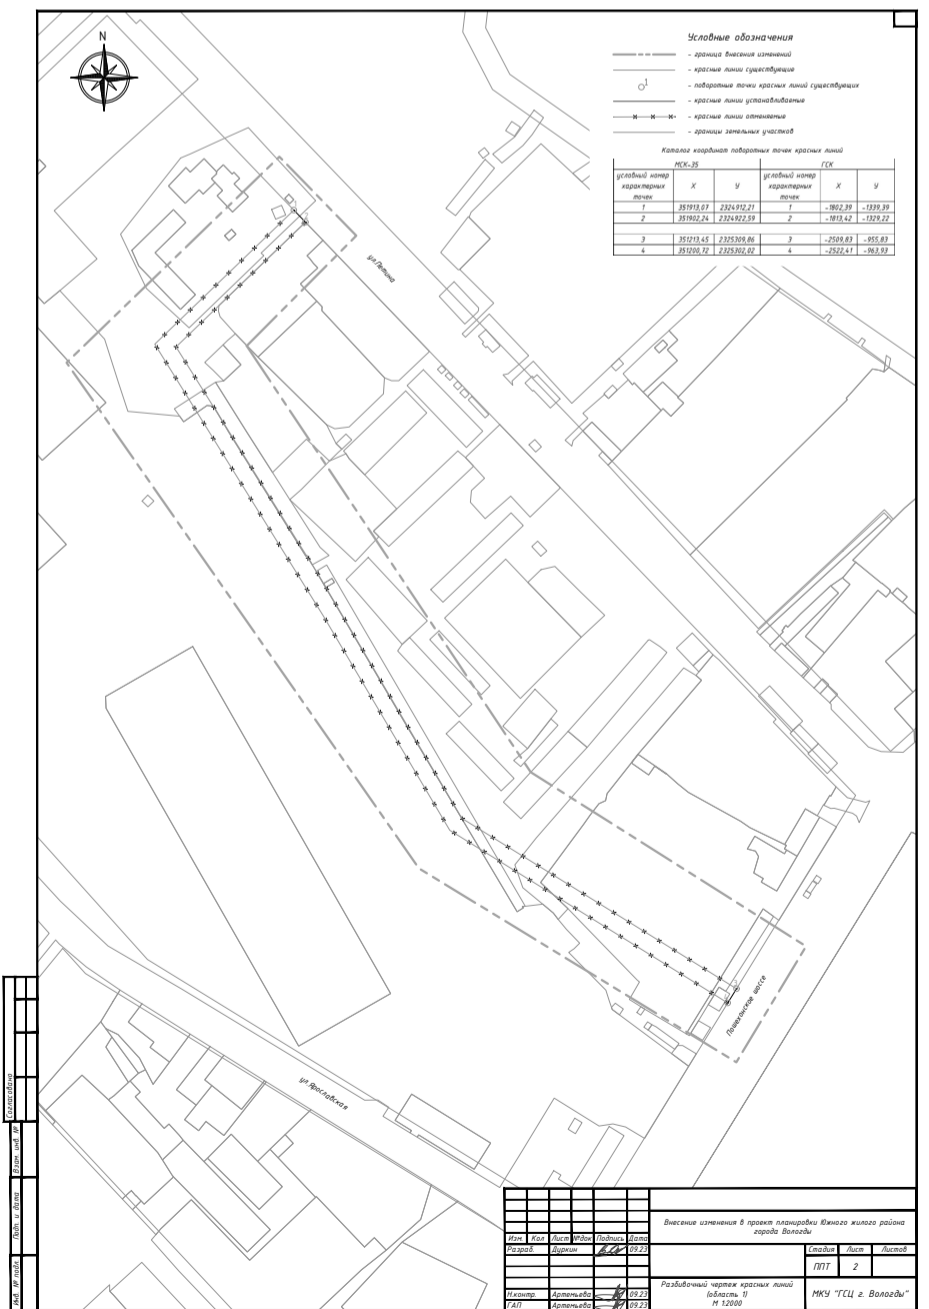 N
Условные обозначения
- граница внесения изменений
- красные линии существующие
1
- поворотные точки красных линий существующих
- красные линии устанавливаемые
- красные линии отменяемые
- границы земельных участков
Каталог координат поворотных точек красных линий
МСК-35 ГСК
условный номер характерных точек X У условный номер характерных точек X У
1 351913,07 2324912,21 1 -1802,39 -1339,39
2 351902,24 2324922,59 2 -1813,42 -1329,22
3 351213,45 2325309,86 3 -2509,83 -955,83
4 351200,72 2325302,02 4 -2522,41 -963,93
ул.Петина
Пошехонское шоссе
ул.Ярославская
Согласовано
Взам. инв. №
Подп. и дата
Инв. № подл.
Внесение изменения в проект планировки Южного жилого района
города Вологды
Изм. Кол Лист №док Подпись Дата
Разраб. Дуркин 09.23
Стадия Лист Листов
ППТ 2
Разбивочный чертеж красных линий
(область 1)
М 1:2000
МКУ "ГСЦ г. Вологды"
Н.контр. Артемьева 09.23
ГАП Артемьева 09.23